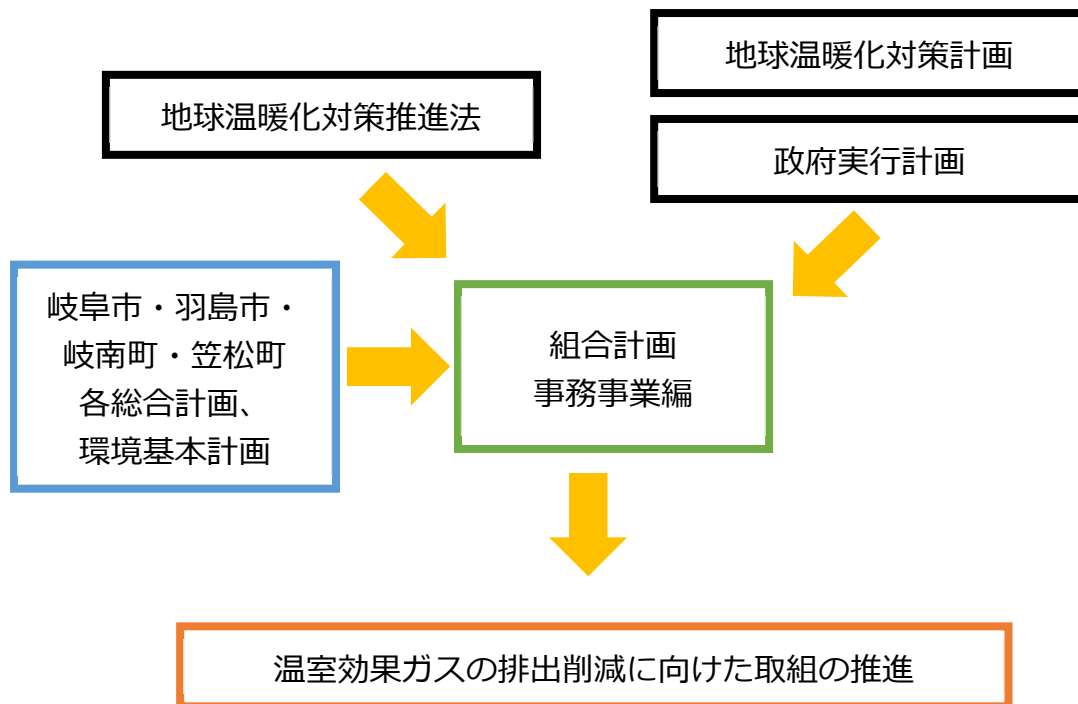 地球温暖化対策計画
地球温暖化対策推進法
政府実行計画
岐阜市・羽島市・
岐南町・笠松町
各総合計画、
環境基本計画
組合計画
事務事業編
温室効果ガスの排出削減に向けた取組の推進